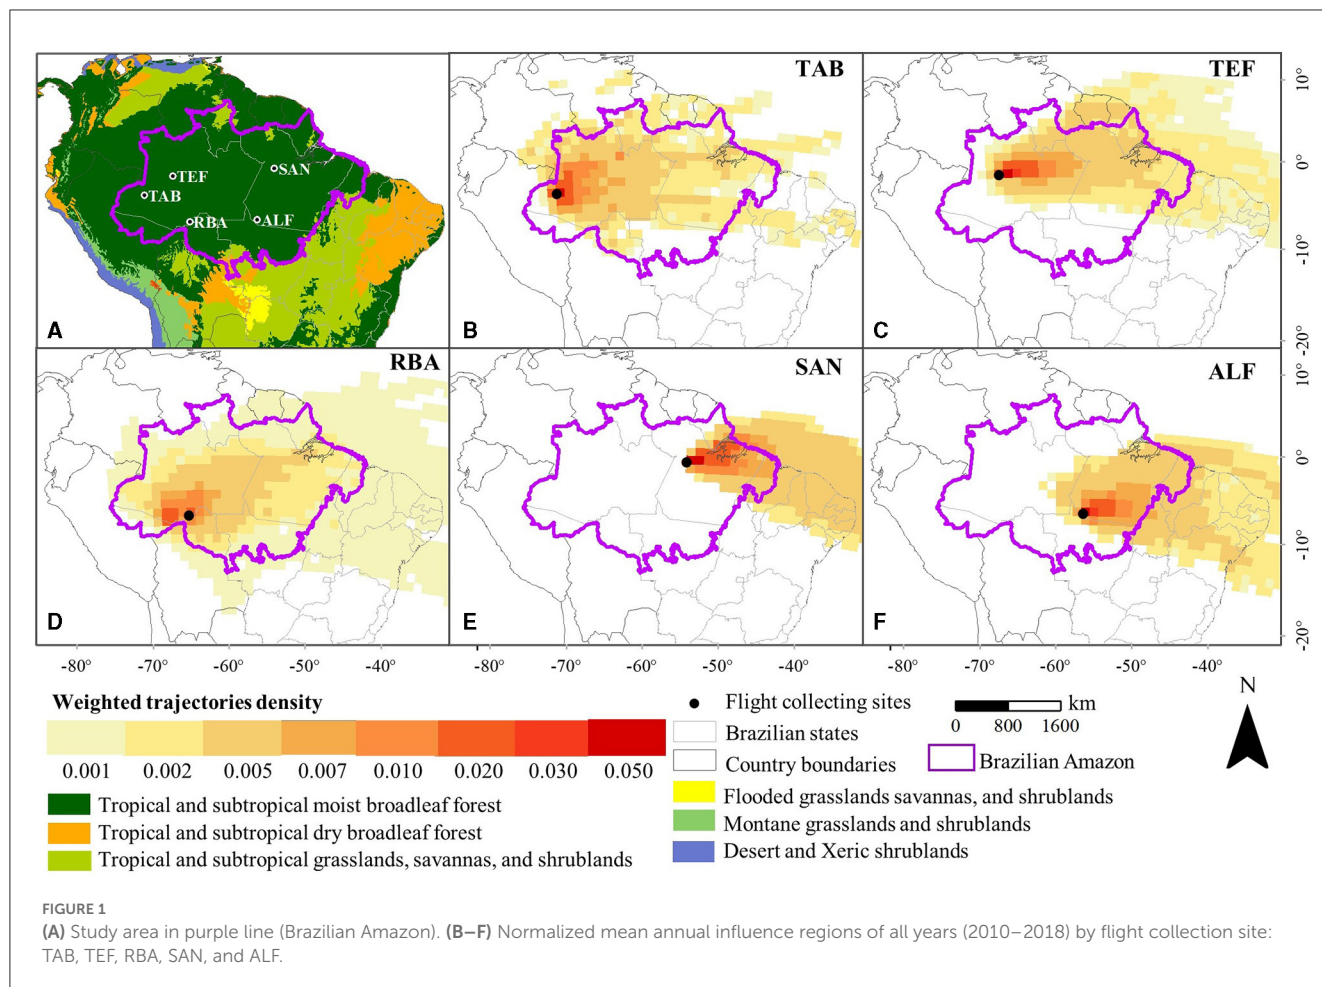 TAB
TEF
TEF
SAN
TAB
RBA
ALF
A
B
C
10°
0°
-10°
-20°
RBA
SAN
ALF
D
E
F
10°
0°
-10°
-20°
-80° -70° -60° -50° -40° -70° -60° -50° -40° -80° -70° -60° -50° -40°
Weighted trajectories density
0.001 0.002 0.005 0.007 0.010 0.020 0.030 0.050
Tropical and subtropical moist broadleaf forest
Tropical and subtropical dry broadleaf forest
Tropical and subtropical grasslands, savannas, and shrublands
Flight collecting sites
Brazilian states
Country boundaries
Flooded grasslands savannas, and shrublands
Montane grasslands and shrublands
Desert and Xeric shrublands
km
0 800 1600
Brazilian Amazon
N
FIGURE 1
(A) Study area in purple line (Brazilian Amazon). (B–F) Normalized mean annual influence regions of all years (2010–2018) by flight collection site:
TAB, TEF, RBA, SAN, and ALF.